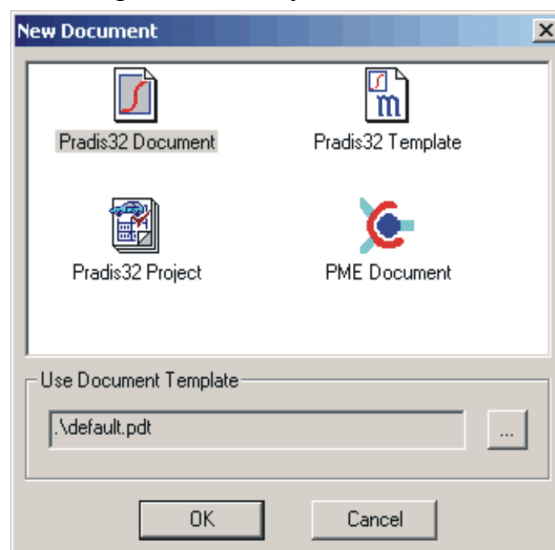 New Document
Pradis32 Document
Pradis32 Template
Pradis32 Project
PME Document
Use Document Template
.\default.pdt
...
OK
Cancel